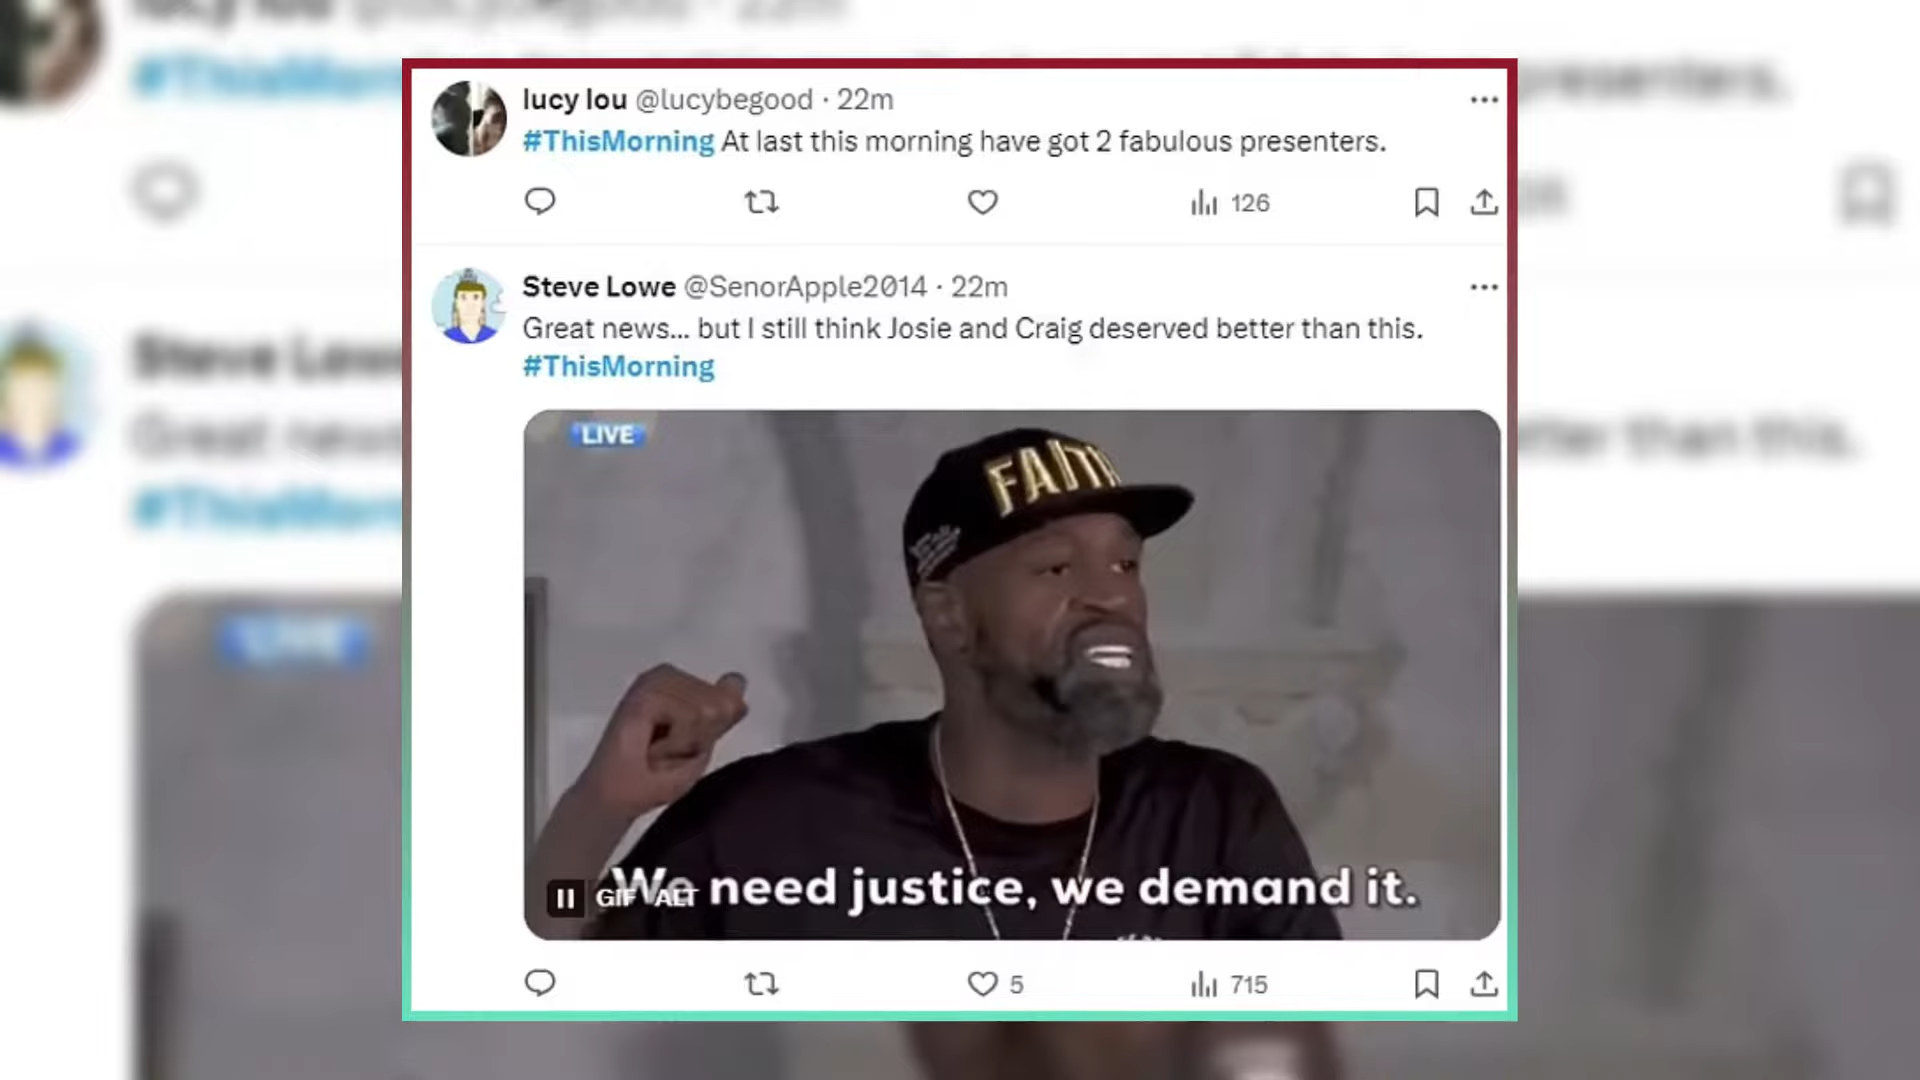 lucy lou @lucybegood · 22m
#ThisMorning At last this morning have got 2 fabulous presenters.
126
Steve Lowe @SenorApple2014 · 22m
Great news... but I still think Josie and Craig deserved better than this.
#ThisMorning
LIVE
FAITH
GIF ALT
We need justice, we demand it.
5
715